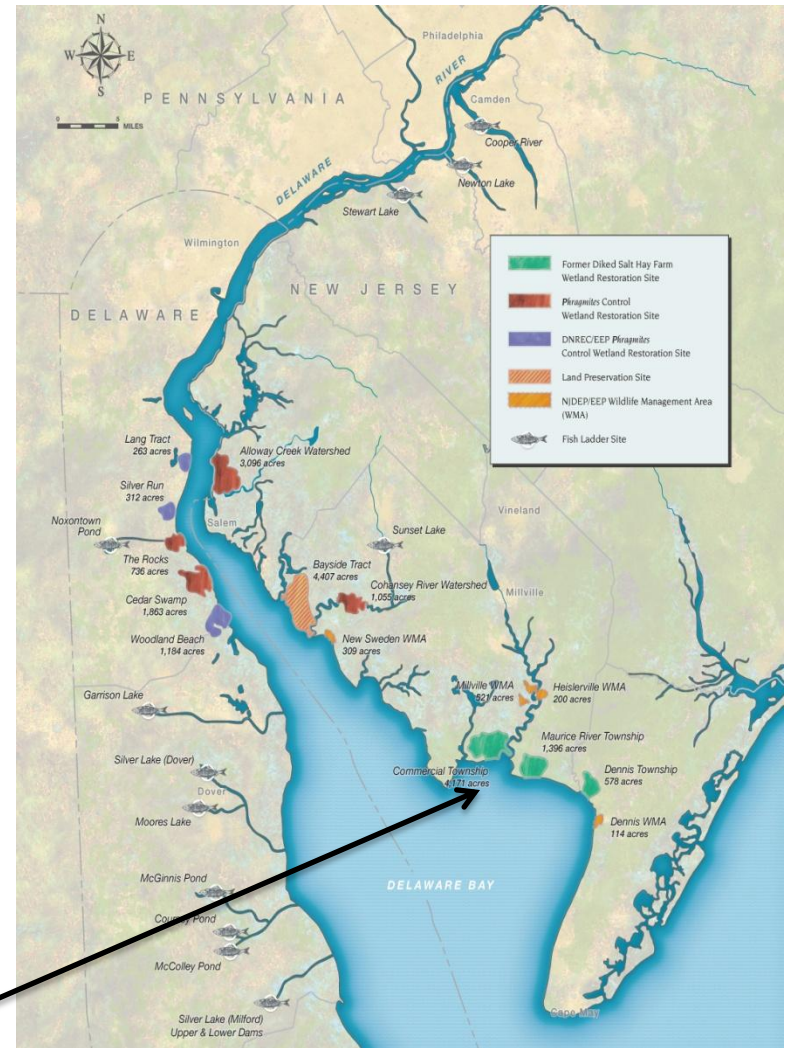 N
W E
S
5 0 5
MILES
Philadelphia
RIVER
PENNSYLVANIA
Camden
Cooper River
DELAWARE
Newton Lake
Stewart Lake
Wilmington
NEW JERSEY
DELAWARE
Former Diked Salt Hay Farm
Wetland Restoration Site
Phragmites Control
Wetland Restoration Site
DNREC/EEP Phragmites
Control Wetland Restoration Site
Land Preservation Site
NJDEP/EEP Wildlife Management Area
(WMA)
Fish Ladder Site
Lang Tract
263 acres
Alloway Creek Watershed
3,096 acres
Silver Run
312 acres
Salem
Noxontown
Pond
Sunset Lake
Vineland
The Rocks
736 acres
Bayside Tract
4,407 acres
Cohansey River Watershed
1,055 acres
Millville
Cedar Swamp
1,863 acres
Woodland Beach
1,184 acres
New Sweden WMA
309 acres
Garrison Lake
Millville WMA
521 acres
Heislerville WMA
200 acres
Maurice River Township
1,396 acres
Silver Lake (Dover)
Dover
Commercial Township
4,171 acres
Dennis Township
578 acres
Moores Lake
Dennis WMA
114 acres
McGinnis Pond
DELAWARE BAY
Coursey Pond
McColley Pond
Silver Lake (Milford)
Upper & Lower Dams
Cape May